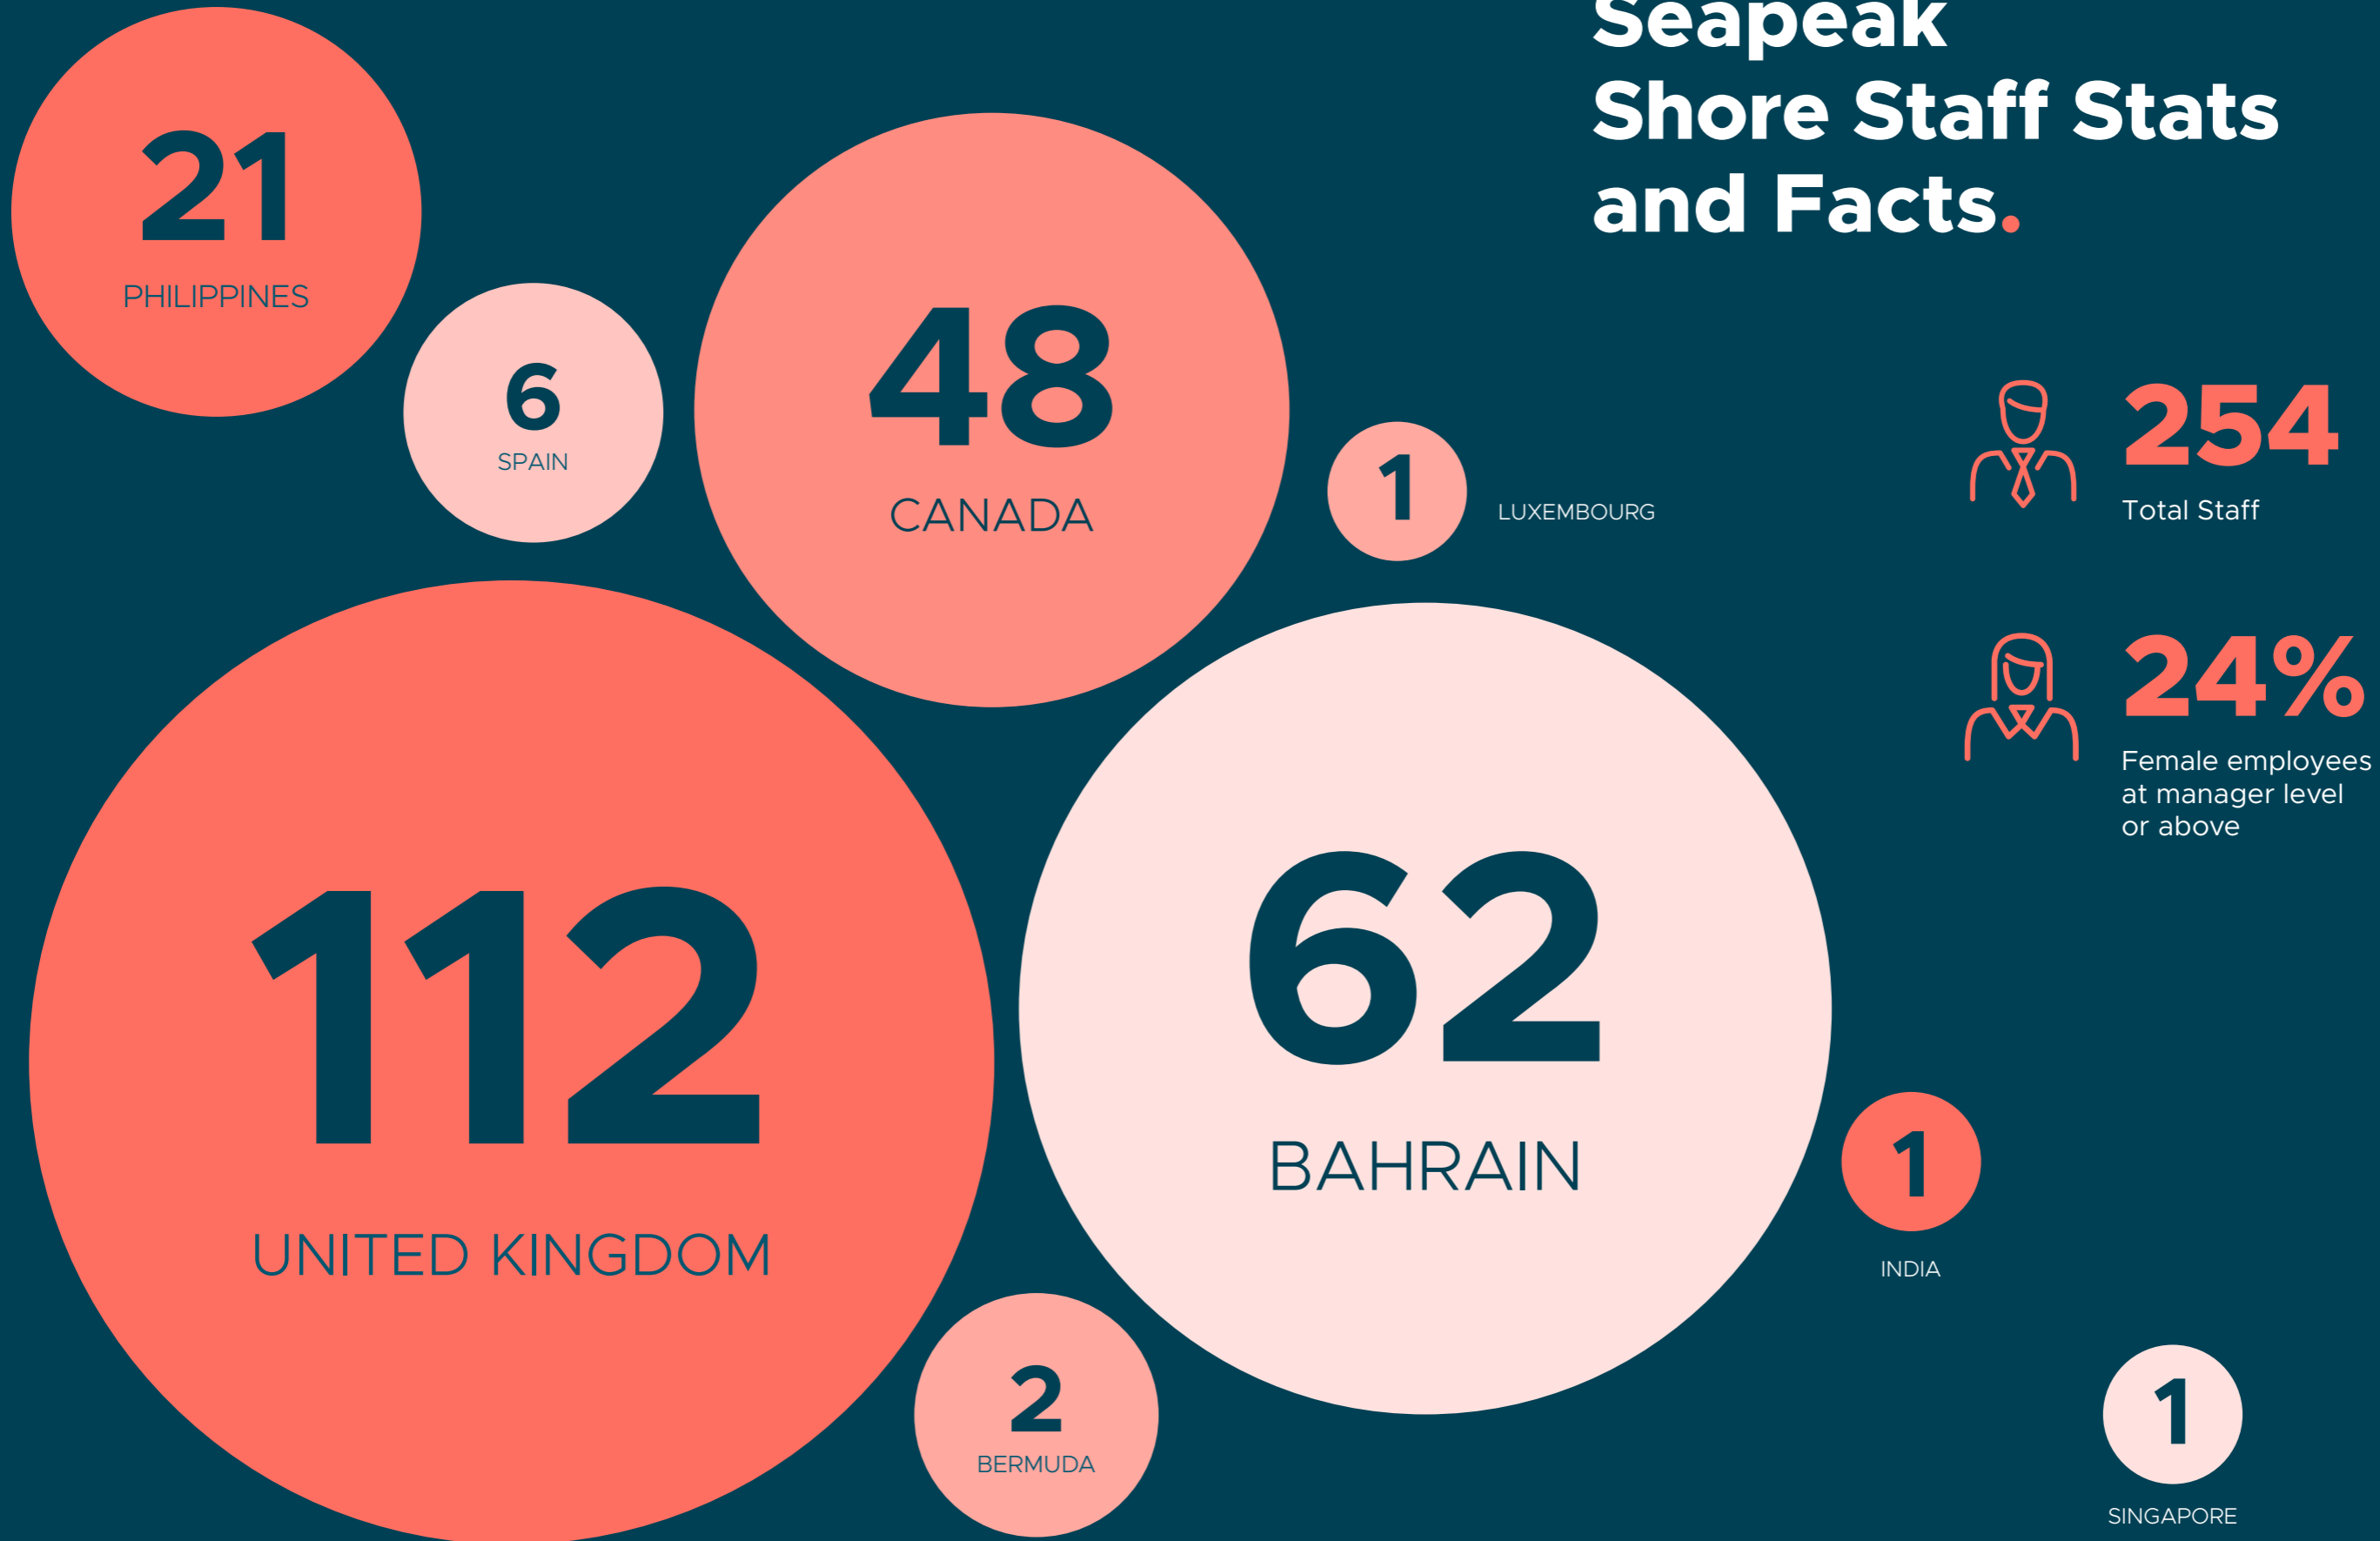 Seapeak
Shore Staff Stats
and Facts.
21
PHILIPPINES
6
SPAIN
48
CANADA
1
LUXEMBOURG
254
Total Staff
24%
Female employees
at manager level
or above
112
UNITED KINGDOM
62
BAHRAIN
1
INDIA
2
BERMUDA
1
SINGAPORE